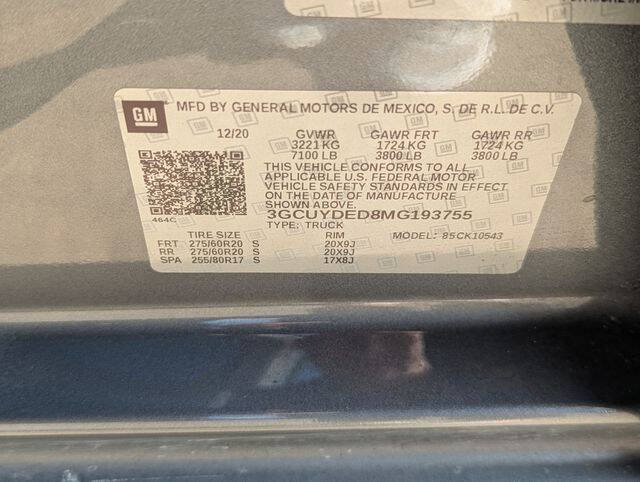 GM
MFD BY GENERAL MOTORS DE MEXICO, S. DE R.L. DE C.V.
12/20 GVWR GAWR FRT GAWR RR
3221 KG 1724 KG 1724 KG
7100 LB 3800 LB 3800 LB
THIS VEHICLE CONFORMS TO ALL
APPLICABLE U.S. FEDERAL MOTOR
VEHICLE SAFETY STANDARDS IN EFFECT
ON THE DATE OF MANUFACTURE
SHOWN ABOVE.
3GCUYDED8MG193755
464C
TYPE: TRUCK
TIRE SIZE RIM MODEL: 85CK10543
FRT 275/60R20 S 20X9J
RR 275/60R20 S 20X9J
SPA 255/80R17 S 17X8J